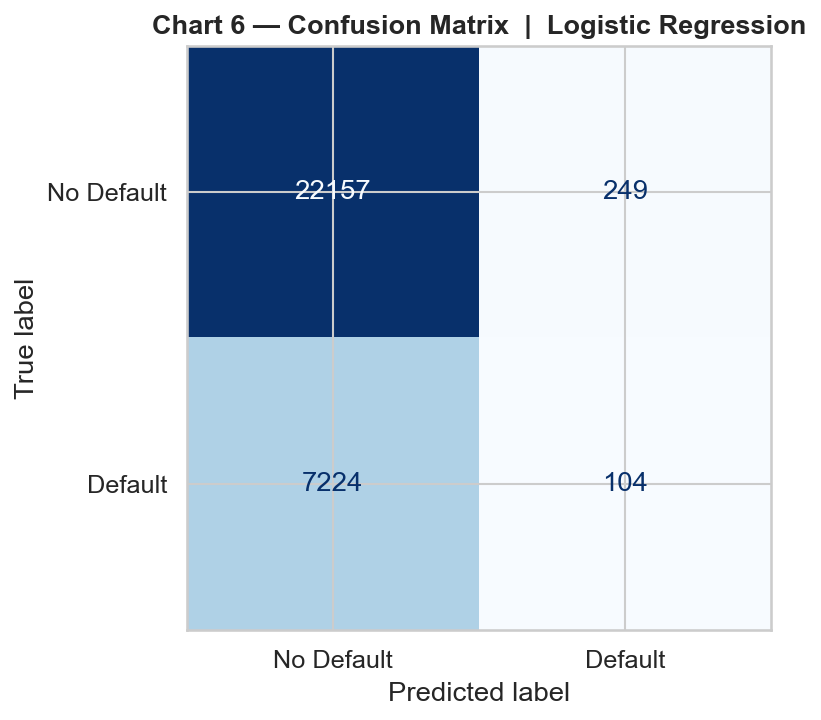 Chart 6 — Confusion Matrix | Logistic Regression
No Default
22157
249
True label
Default
7224
104
No Default
Default
Predicted label